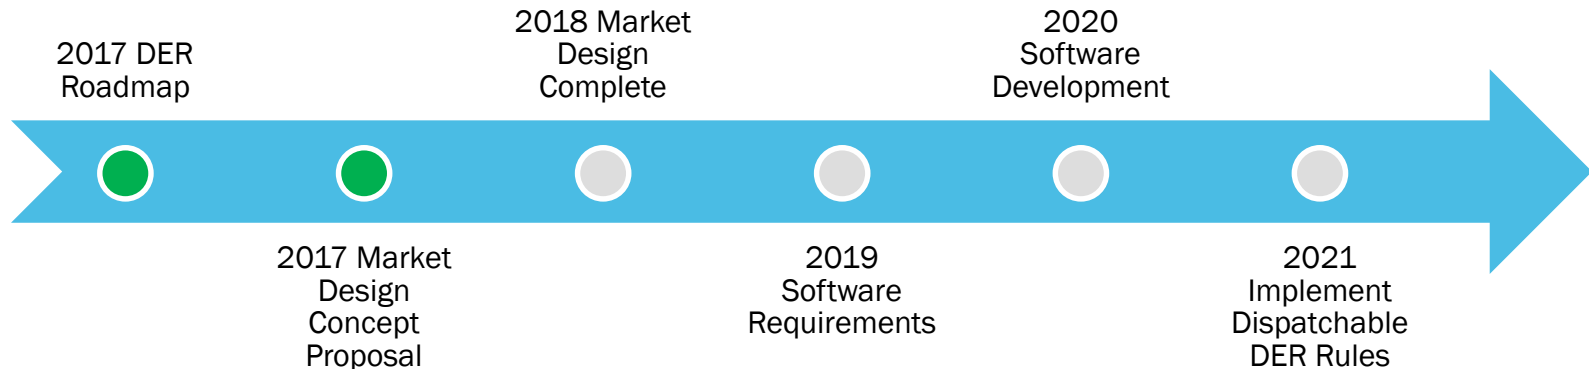 2017 DER
Roadmap
2017 Market
Design
Concept
Proposal
2018 Market
Design
Complete
2019
Software
Requirements
2020
Software
Development
2021
Implement
Dispatchable
DER Rules